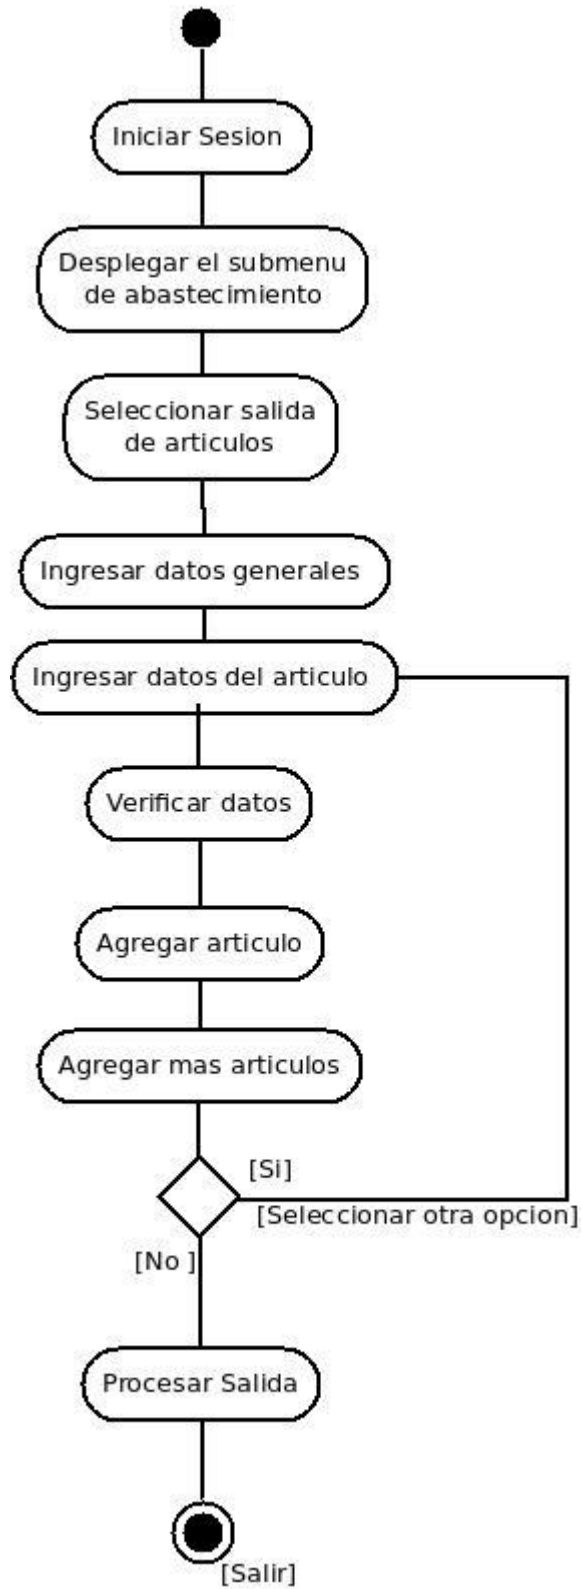 Iniciar Sesion
Desplegar el submenu
de abastecimiento
Seleccionar salida
de articulos
Ingresar datos generales
Ingresar datos del articulo
Verificar datos
Agregar articulo
Agregar mas articulos
[Si]
[Seleccionar otra opcion]
[No ]
Procesar Salida
[Salir]